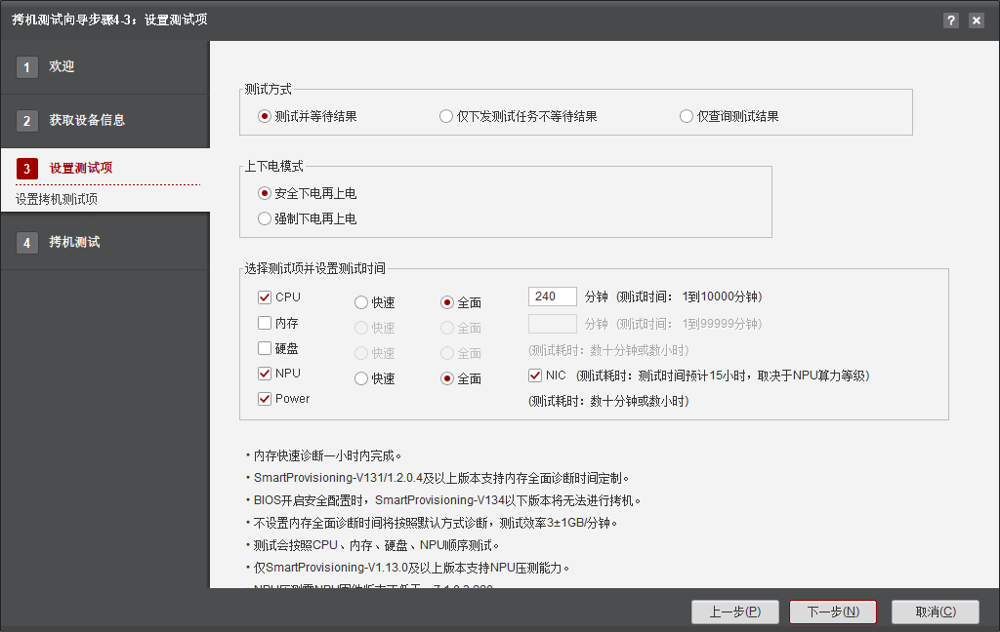 拷机测试向导步骤4-3：设置测试项
? ×
1 欢迎
2 获取设备信息
3 设置测试项
设置拷机测试项
4 拷机测试
测试方式
测试并等待结果 仅下发测试任务不等待结果 仅查询测试结果
上下电模式
安全下电再上电
强制下电再上电
选择测试项并设置测试时间
CPU 快速 全面 240 分钟 (测试时间： 1到10000分钟)
内存 快速 全面 分钟 (测试时间： 1到99999分钟)
硬盘 快速 全面 (测试耗时：数十分钟或数小时)
NPU 快速 全面 NIC (测试耗时：测试时间预计15小时，取决于NPU算力等级)
Power (测试耗时：数十分钟或数小时)
• 内存快速诊断一小时内完成。
• SmartProvisioning-V131/1.2.0.4及以上版本支持内存全面诊断时间定制。
• BIOS开启安全配置时，SmartProvisioning-V134以下版本将无法进行拷机。
• 不设置内存全面诊断时间将按照默认方式诊断，测试效率3±1GB/分钟。
• 测试会按照CPU、内存、硬盘、NPU顺序测试。
• 仅SmartProvisioning-V1.13.0及以上版本支持NPU压测能力。
上一步(P) 下一步(N) 取消(C)